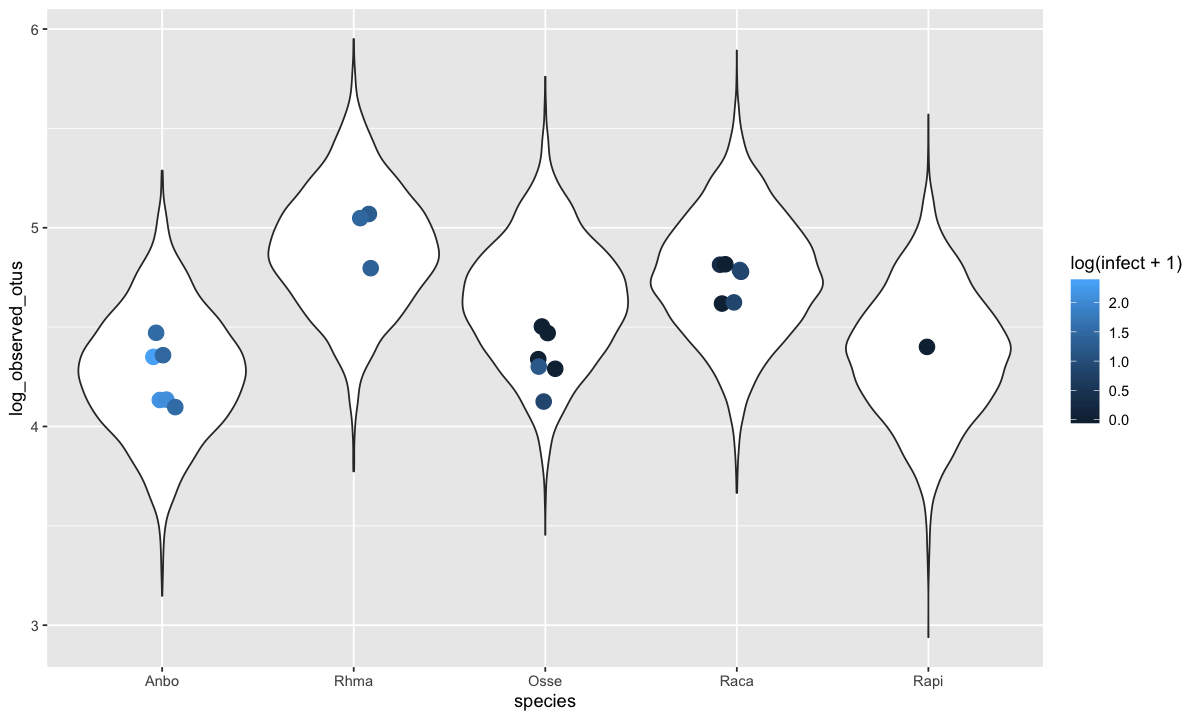 log_observed_otus
6
5
4
3
Anbo Rhma Osse Raca Rapi
species
log(infect + 1)
2.0
1.5
1.0
0.5
0.0